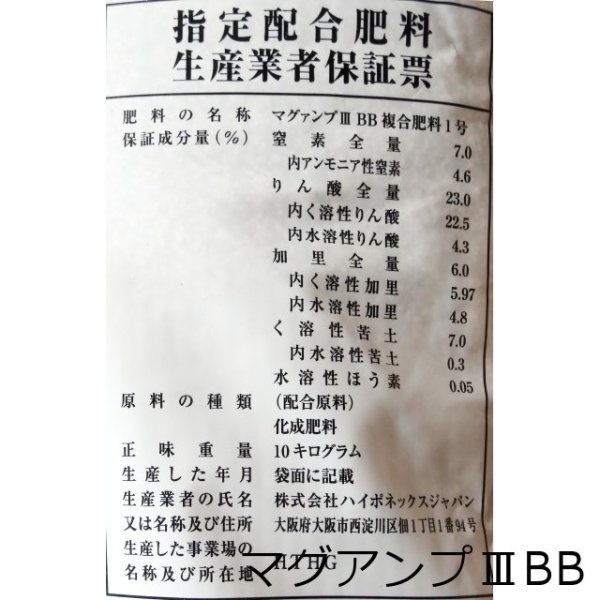 指定配合肥料
生産業者保証票
肥料の名称 マグァンプⅢ BB 複合肥料1号
保証成分量(%) 窒素全量 7.0
内アンモニア性窒素 4.6
りん酸全量 23.0
内く溶性りん酸 22.5
内水溶性りん酸 4.3
加里全量 6.0
内く溶性加里 5.97
内水溶性加里 4.8
く溶性苦土 7.0
内水溶性苦土 0.3
水溶性ほう素 0.05
原料の種類 (配合原料)
化成肥料
正味重量 10キログラム
生産した年月 袋面に記載
生産業者の氏名 株式会社ハイポネックスジャパン
又は名称及び住所 大阪府大阪市西淀川区佃1丁目1番94号
生産した事業場の HTHG
名称及び所在地
マグアンプⅢBB